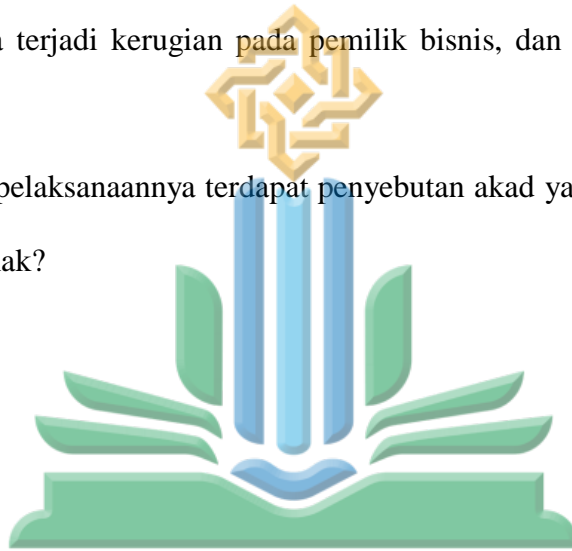 terjadi kerugian pada pemilik bisnis, dan
pelaksanaannya terdapat penyebutan akad ya
ak?